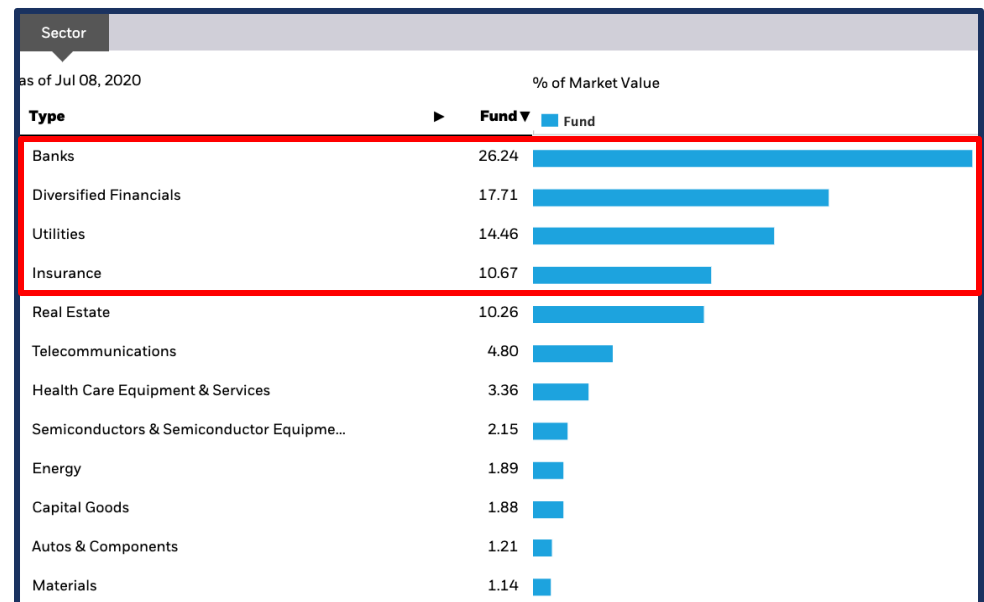 Sector
as of Jul 08, 2020
% of Market Value
Type ▶ Fund▼ Fund
Banks 26.24
Diversified Financials 17.71
Utilities 14.46
Insurance 10.67
Real Estate 10.26
Telecommunications 4.80
Health Care Equipment & Services 3.36
Semiconductors & Semiconductor Equipme... 2.15
Energy 1.89
Capital Goods 1.88
Autos & Components 1.21
Materials 1.14